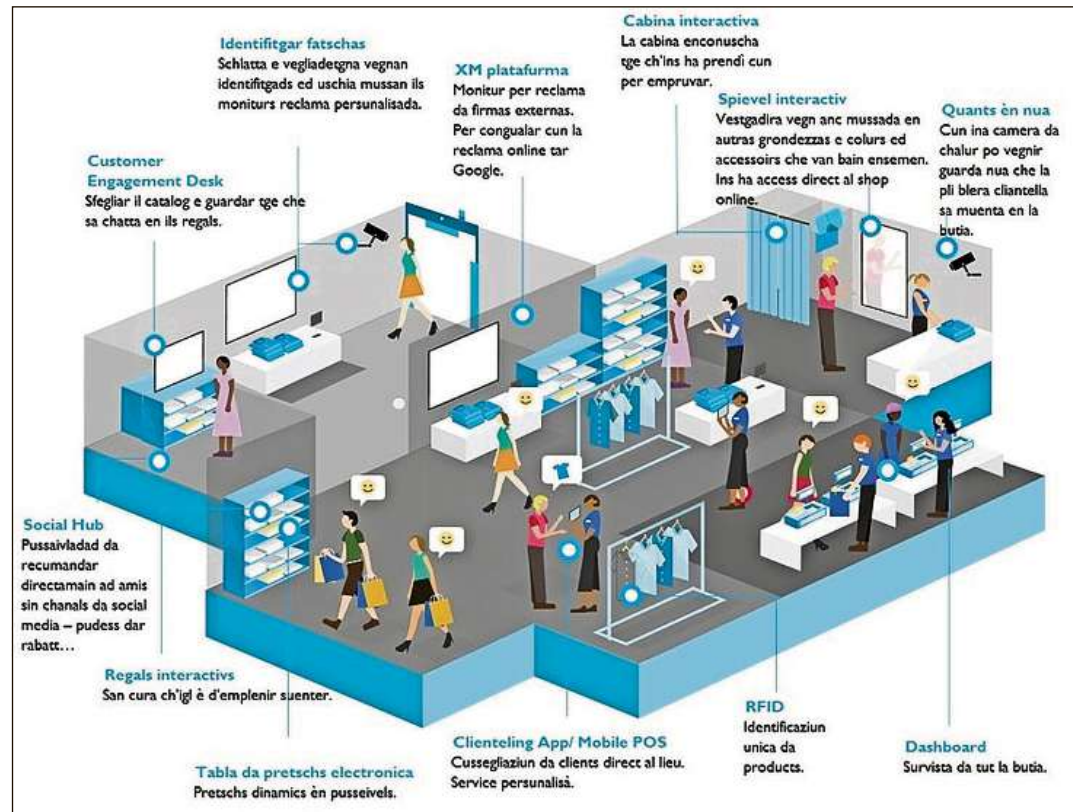 Identifitgar fatschas
Schlatta e vegliadetgna vegnan
identifitgads ed uschia mussan ils
moniturs reclama persunalisada.
Customer
Engagement Desk
Sfegliar il catalog e guardar tge che
sa chatta en ils regals.
XM plattafurma
Monitur per reclama
da firmas externas.
Per congualar cun la
reclama online tar
Google.
Cabina interactiva
La cabina enconuscha
tge ch'ins ha prendì cun
per empruvar.
Spievel interactiv
Vestgadira vegn anc mussada en
autras grondezzas e colurs ed
accessoirs che van bain ensemen.
Ins ha access direct al shop
online.
Quants èn nua
Cun ina camera da
chalur po vegnir
guarda nua che la
pli blera cliantella
sa muenta en la
butia.
Social Hub
Pussaivladad da
recumandar
directamain ad amis
sin chanals da social
media – pudess dar
rabatt...
Regals interactivs
San cura ch'igl è d'emplenir suenter.
Tabla da pretschs electronica
Pretschs dinamics èn pusseivels.
Clienteling App/ Mobile POS
Cussegliaziun da clients direct al lieu.
Service persunalisà.
RFID
Identificaziun
unica da
products.
Dashboard
Survista da tut la butia.